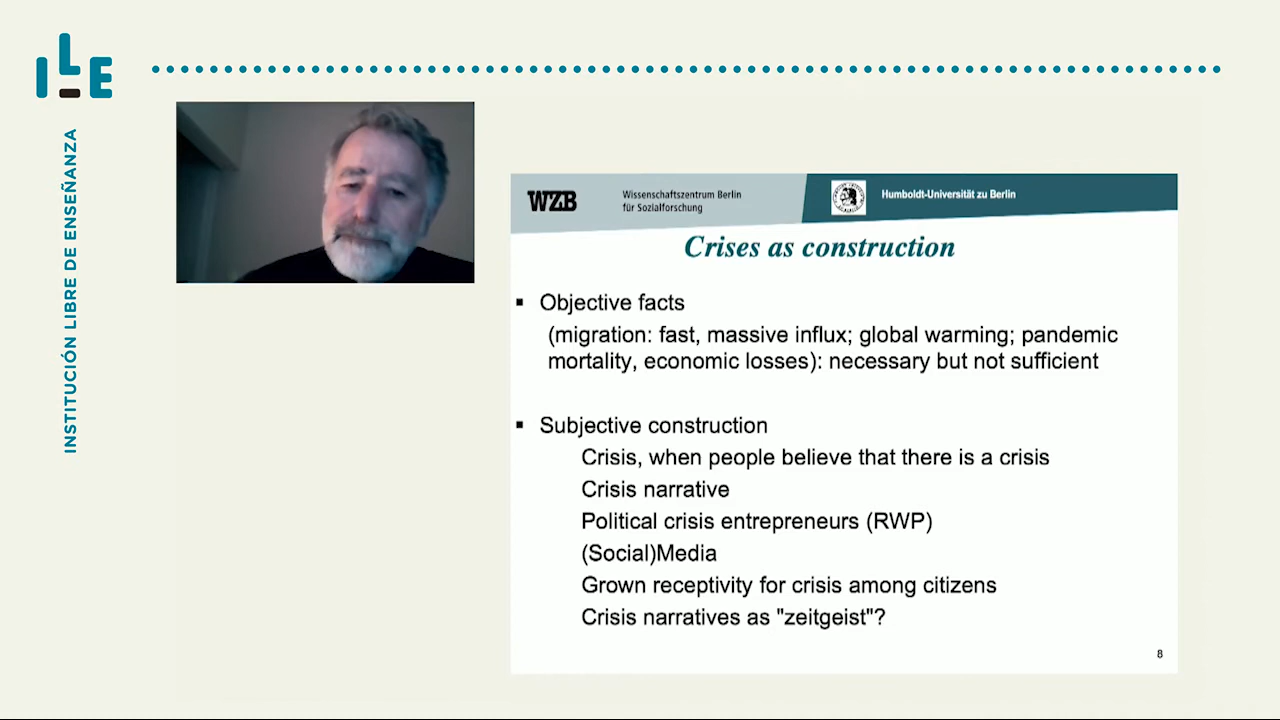 ILE
INSTITUCIÓN LIBRE DE ENSEÑANZA
WZB
Wissenschaftszentrum Berlin
für Sozialforschung
Humboldt-Universität zu Berlin
Crises as construction
▪ Objective facts
(migration: fast, massive influx; global warming; pandemic
mortality, economic losses): necessary but not sufficient
▪ Subjective construction
Crisis, when people believe that there is a crisis
Crisis narrative
Political crisis entrepreneurs (RWP)
(Social)Media
Grown receptivity for crisis among citizens
Crisis narratives as "zeitgeist"?
8